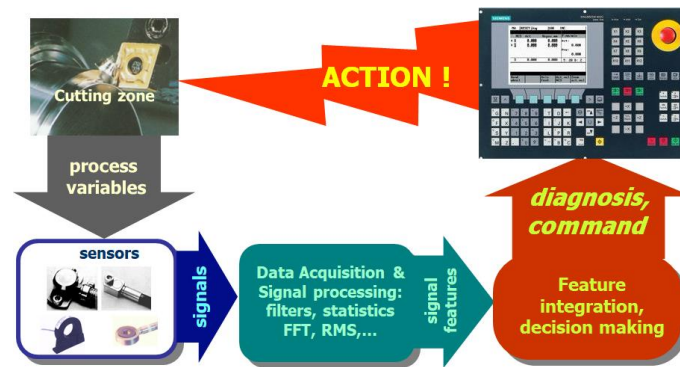 SIEMENS
ACTION !
Cutting zone
process
variables
diagnosis,
command
sensors
signals
Data Acquisition &
Signal processing:
filters, statistics
FFT, RMS,...
signal
features
Feature
integration,
decision making